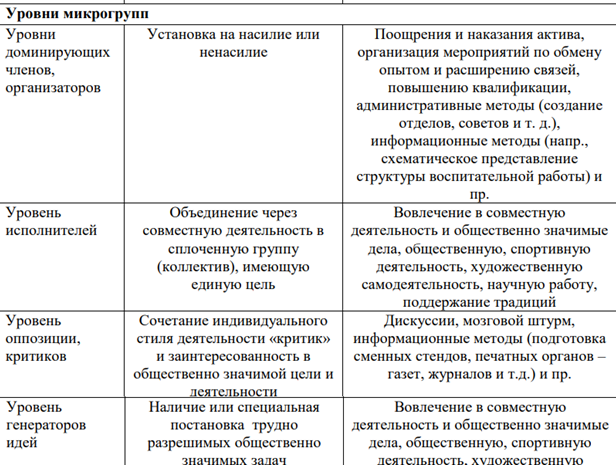 Уровни микрогрупп
Уровни
доминирующих
членов,
организаторов
Установка на насилие или
ненасилие
Поощрения и наказания актива,
организация мероприятий по обмену
опытом и расширению связей,
повышению квалификации,
административные методы (создание
отделов, советов и т. д.),
информационные методы (напр.,
схематическое представление
структуры воспитательной работы) и
пр.
Уровень
исполнителей
Объединение через
совместную деятельность в
сплоченную группу
(коллектив), имеющую
единую цель
Вовлечение в совместную
деятельность и общественно значимые
дела, общественную, спортивную
деятельность, художественную
самодеятельность, научную работу,
поддержание традиций
Уровень
оппозиции,
критиков
Сочетание индивидуального
стиля деятельности «критик»
и заинтересованность в
общественно значимой цели и
деятельности
Дискуссии, мозговой штурм,
информационные методы (подготовка
сменных стендов, печатных органов –
газет, журналов и т.д.) и пр.
Уровень
генераторов
идей
Наличие или специальная
постановка трудно
разрешимых общественно
значимых задач
Вовлечение в совместную
деятельность и общественно значимые
дела, общественную, спортивную
деятельность, художественную